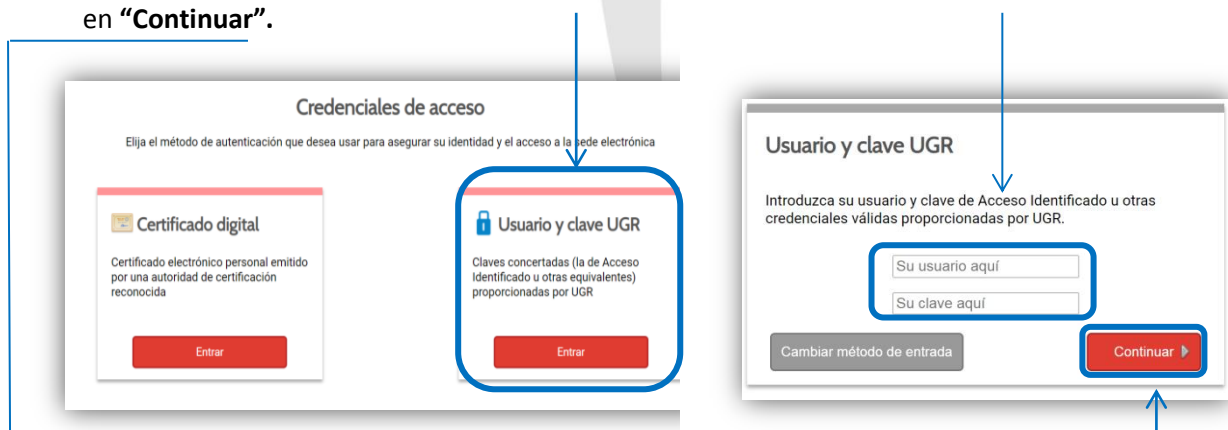 en “Continuar”.
Credenciales de acceso
Elija el método de autenticación que desea usar para asegurar su identidad y el acceso a la sede electrónica
Certificado digital
Certificado electrónico personal emitido
por una autoridad de certificación
reconocida
Entrar
Usuario y clave UGR
Claves concertadas (la de Acceso
Identificado u otras equivalentes)
proporcionadas por UGR
Entrar
Usuario y clave UGR
Introduzca su usuario y clave de Acceso Identificado u otras
credenciales válidas proporcionadas por UGR.
Su usuario aquí
Su clave aquí
Cambiar método de entrada
Continuar